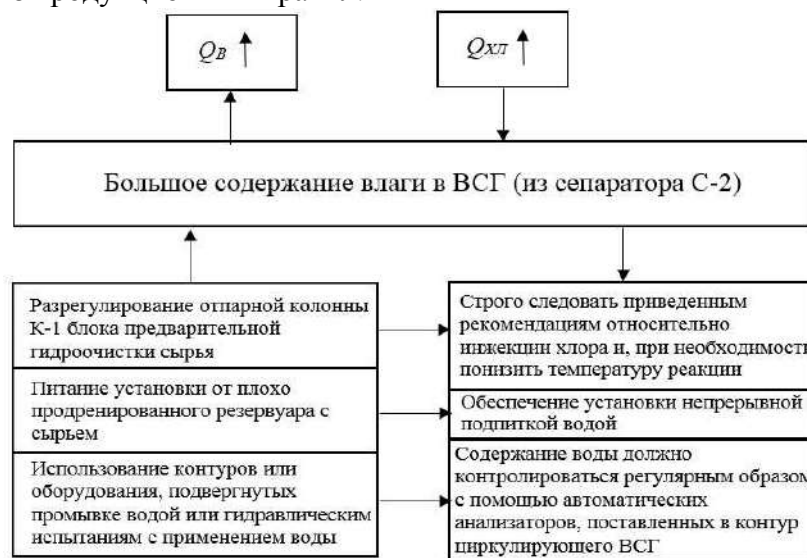 Qв ↑
Qхл ↑
Большое содержание влаги в ВСГ (из сепаратора С-2)
Разрегулирование отпарной колонны
К-1 блока предварительной
гидроочистки сырья
Строго следовать приведенным
рекомендациям относительно
инжекции хлора и, при необходимост
понизить температуру реакции
Питание установки от плохо
продренированного резервуара с
сырьем
Обеспечение установки непрерывной
подпиткой водой
Использование контуров или
оборудования, подвергнутых
промывке водой или гидравлическим
испытаниям с применением воды
Содержание воды должно
контролироваться регулярным образом
с помощью автоматических
анализаторов, поставленных в контур
циркулирующего ВСГ